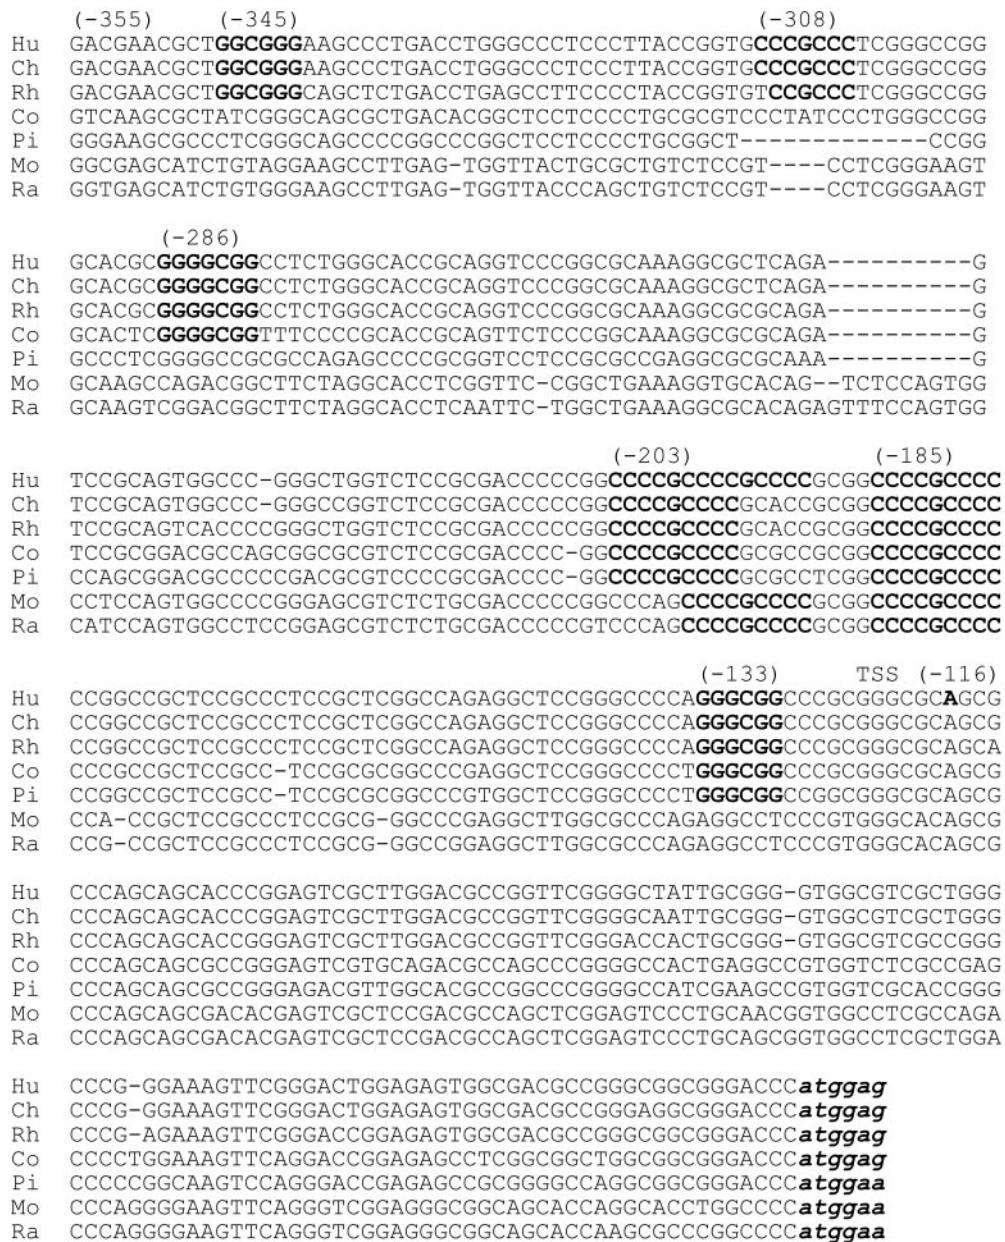 (-355) (-345) (-308)
Hu GACGAACGCTGGCGGGAAGCCCTGACCTGGGCCCTCCCTTACCGGTGCCCGCCCTCGGGCCGG
Ch GACGAACGCTGGCGGGAAGCCCTGACCTGGGCCCTCCCTTACCGGTGCCCGCCCTCGGGCCGG
Rh GACGAACGCTGGCGGGCAGCTCTGACCTGAGCCTTCCCCTACCGGTGTCCGCCCTCGGGCCGG
Co GTCAAGCGCTATCGGGCAGCGCTGACACGGCTCCTCCCCCTGCGCGTCCCTATCCCTGGGCCGG
Pi GGGAAGCGCCCTCGGGCAGCCCCGGCCCGGCTCCTCCCCCTGCGGCT-------------CCGG
Mo GGCGAGCATCTGTAGGAAGCCTTGAG-TGGTTACTGCGCTGTCTCCGT----CCTCGGGAAGT
Ra GGTGAGCATCTGTGGGAAGCCTTGAG-TGGTTACCCAGCTGTCTCCGT----CCTCGGGAAGT
(-286)
Hu GCACGCGGGGCGGCCTCTGGGCACCGCAGGTCCCGGCGCAAAGGCGCTCAGA----------G
Ch GCACGCGGGGCGGCCTCTGGGCACCGCAGGTCCCGGCGCAAAGGCGCTCAGA----------G
Rh GCACGCGGGGCGGCCTCTGGGCACCGCAGGTCCCGGCGCAAAGGCGCGCAGA----------G
Co GCACTCGGGGCGGTTTCCCCGCACCGCAGTTCTCCCGGCAAAGGCGCGCAGA----------G
Pi GCCCTCGGGGCCGCGCCAGAGCCCCGCGGTCCTCCGCGCCGAGGCGCGCAAA----------G
Mo GCAAGCCAGACGGCTTCTAGGCACCTCGGTTC-CGGCTGAAAGGTGCACAG--TCTCCAGTGG
Ra GCAAGTCGGACGGCTTCTAGGCACCTCAATTC-TGGCTGAAAGGCGCACAGAGTTTCCAGTGG
(-203) (-185)
Hu TCCGCAGTGGCCC-GGGCTGGTCTCCGCGACCCCCGGCCCCGCCCCGCCCCGCGGCCCCGCCCC
Ch TCCGCAGTGGCCC-GGGCCGGTCTCCGCGACCCCCGGCCCCGCCCCGCACCGCGGCCCCGCCCC
Rh TCCGCAGTCACCCCGGGCTGGTCTCCGCGACCCCCGGCCCCGCCCCGCACCGCGGCCCCGCCCC
Co TCCGCGGACGCCAGCGGCGCGTCTCCGCGACCCC-GGCCCCGCCCCGCGCCGCGGCCCCGCCCC
Pi CCAGCGGACGCCCCCGACGCGTCCCCGCGACCCC-GGCCCCGCCCCGCGCCTCGGCCCCGCCCC
Mo CCTCCAGTGGCCCCGGGAGCGTCTCTGCGACCCCCGGCCCAGCCCCGCCCCGCGGCCCCGCCCC
Ra CATCCAGTGGCCTCCGGAGCGTCTCTGCGACCCCCGTCCCAGCCCCGCCCCGCGGCCCCGCCCC
(-133) TSS (-116)
Hu CCGGCCGCTCCGCCCTCCGCTCGGCCAGAGGCTCCGGGCCCCAGGGCGGCCCGCGGGCGCAGCG
Ch CCGGCCGCTCCGCCCTCCGCTCGGCCAGAGGCTCCGGGCCCCAGGGCGGCCCGCGGGCGCAGCG
Rh CCGGCCGCTCCGCCCTCCGCTCGGCCAGAGGCTCCGGGCCCCAGGGCGGCCCGCGGGCGCAGCA
Co CCCGCCGCTCCGCC-TCCGCGCGGCCCGAGGCTCCGGGCCCCTGGGCGGCCCGCGGGCGCAGCG
Pi CCGGCCGCTCCGCC-TCCGCGCGGCCCGTGGCTCCGGGCCCCTGGGCGGCCGGCGGGCGCAGCG
Mo CCA-CCGCTCCGCCCTCCGCG-GGCCCGAGGCTTGGCGCCCAGAGGCCTCCCGTGGGCACAGCG
Ra CCG-CCGCTCCGCCCTCCGCG-GGCCGGAGGCTTGGCGCCCAGAGGCCTCCCGTGGGCACAGCG
Hu CCCAGCAGCACCCGGAGTCGCTTGGACGCCGGTTCGGGGCTATTGCGGG-GTGGCGTCGCTGGG
Ch CCCAGCAGCACCCGGAGTCGCTTGGACGCCGGTTCGGGGCAATTGCGGG-GTGGCGTCGCTGGG
Rh CCCAGCAGCACCGGGAGTCGCTTGGACGCCGGTTCGGGACCACTGCGGG-GTGGCGTCGCCGGG
Co CCCAGCAGCGCCGGGAGTCGTGCAGACGCCAGCCCGGGGCCACTGAGGCCGTGGTCTCGCCGAG
Pi CCCAGCAGCGCCGGGAGACGTTGGCACGCCGGCCCGGGGCCATCGAAGCCGTGGTCGCACCGGG
Mo CCCAGCAGCGACACGAGTCGCTCCGACGCCAGCTCGGAGTCCCTGCAACGGTGGCCTCGCCAGA
Ra CCCAGCAGCGACACGAGTCGCTCCGACGCCAGCTCGGAGTCCCTGCAGCGGTGGCCTCGCTGGA
Hu CCCG-GGAAAGTTCGGGACTGGAGAGTGGCGACGCCGGGCGGCGGGACCCatggag
Ch CCCG-GGAAAGTTCGGGACTGGAGAGTGGCGACGCCGGGAGGCGGGACCCatggag
Rh CCCG-AGAAAGTTCGGGACCGGAGAGTGGCGACGCCGGGCGGCGGGACCCatggag
Co CCCCTGGAAAGTTCAGGACCGGAGAGCCTCGGCGGCTGGCGGCGGGACCCatggag
Pi CCCCCGGCAAGTCCAGGGACCGAGAGCCGCGGGGCCAGGCGGCGGGACCCatggaa
Mo CCCAGGGGAAGTTCAGGGTCGGAGGGCGGCAGCACCAGGCACCTGGCCCCatggaa
Ra CCCAGGGGAAGTTCAGGGTCGGAGGGCGGCAGCACCAAGCGCCCGGCCCCatggaa